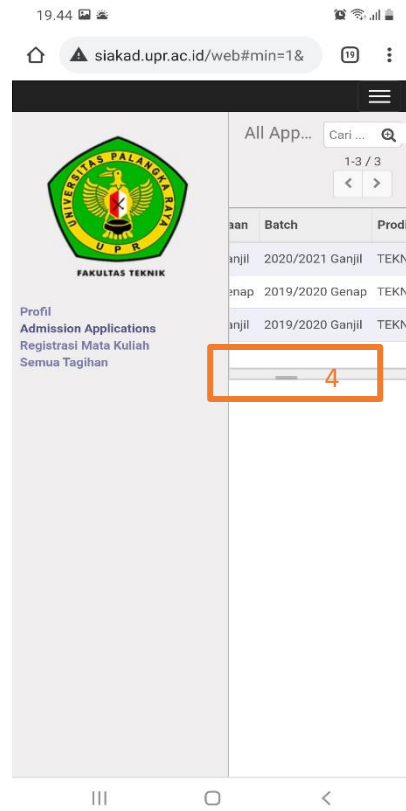 19.44
siakad.upr.ac.id/web#min=1&
19
UNIVERSITAS PALANGKA RAYA
UPR
FAKULTAS TEKNIK
Profil
Admission Applications
Registrasi Mata Kuliah
Semua Tagihan
All App...
Cari ...
1-3 / 3
aan Batch Prodi
anjil 2020/2021 Ganjil TEKN
enap 2019/2020 Genap TEKN
anjil 2019/2020 Ganjil TEKN
4